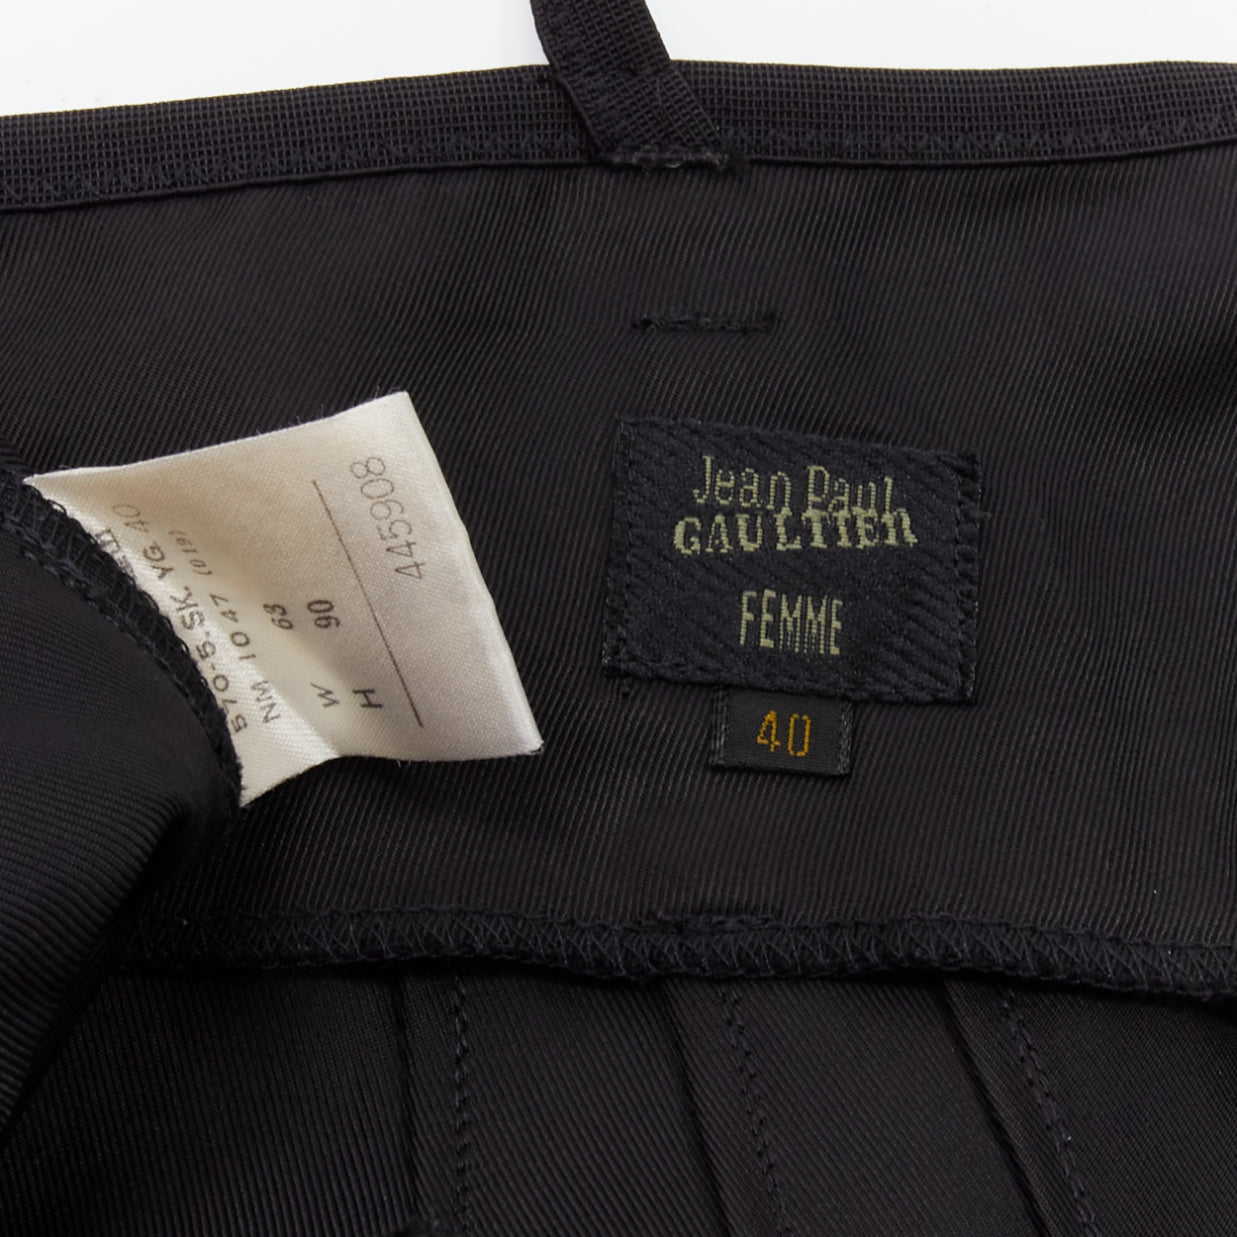 Jean Paul
GAULTIER
FEMME
40
445908
H 90
W 63
NM 1047 (019)
570-5-SK. YG. 40